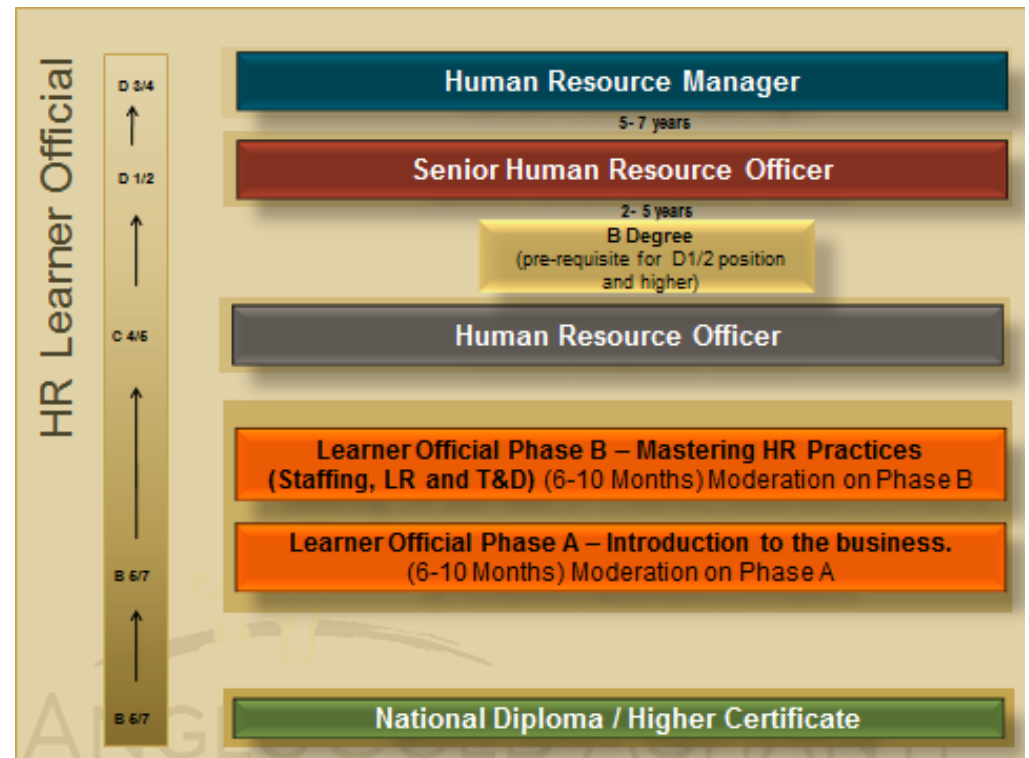 HR Learner Official
D 3/4
Human Resource Manager
5- 7 years
D 1/2
Senior Human Resource Officer
2- 5 years
B Degree
(pre-requisite for D1/2 position
and higher)
C 4/5
Human Resource Officer
Learner Official Phase B – Mastering HR Practices
(Staffing, LR and T&D) (6-10 Months) Moderation on Phase B
Learner Official Phase A – Introduction to the business.
(6-10 Months) Moderation on Phase A
B 6/7
B 6/7
National Diploma / Higher Certificate
ANGLOGOLD ASHANTI